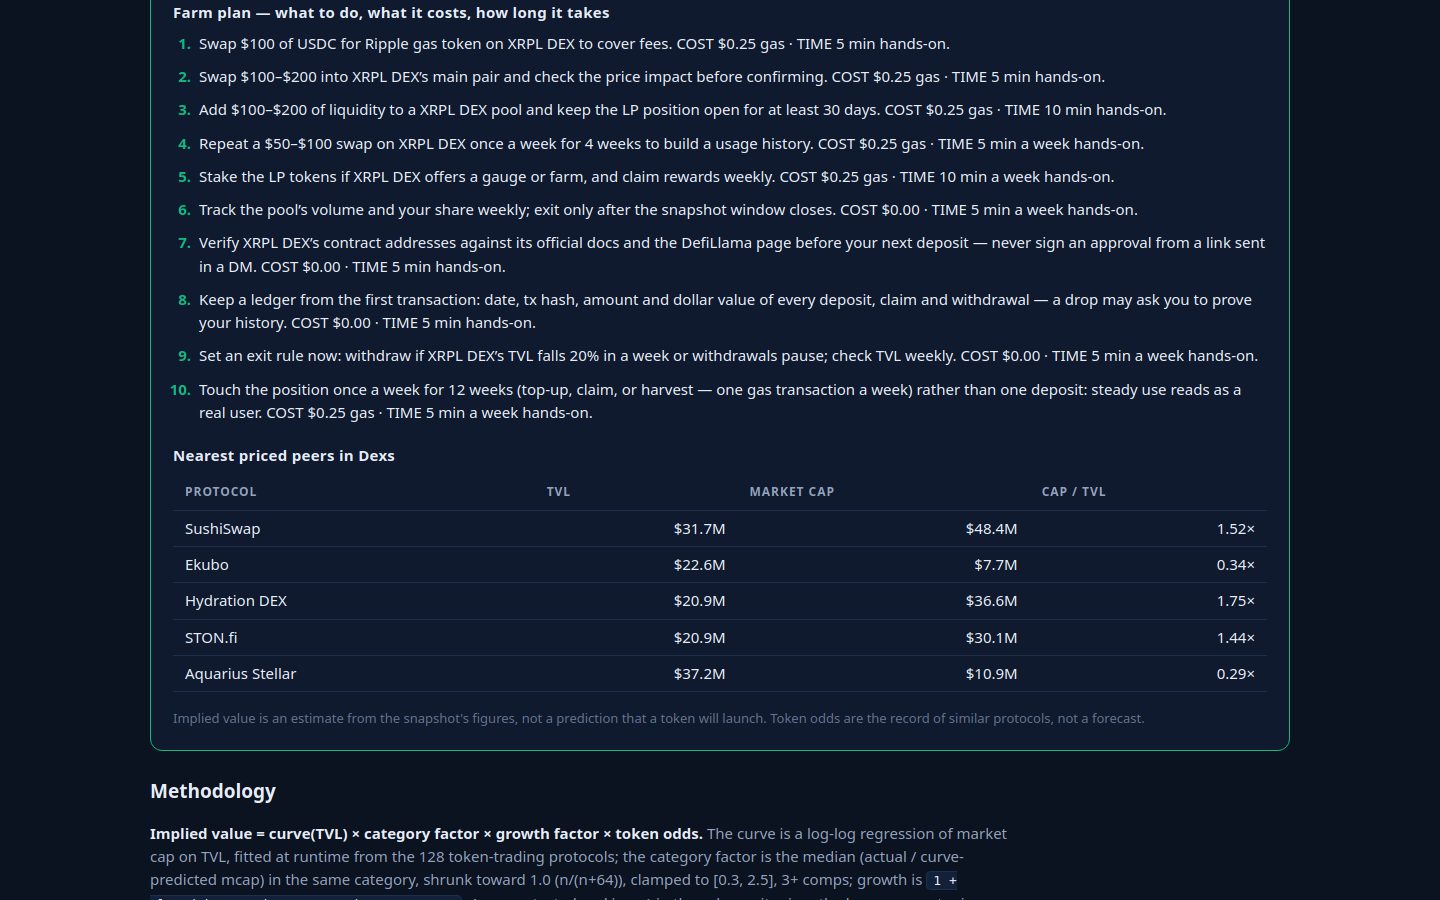 Farm plan — what to do, what it costs, how long it takes
1. Swap $100 of USDC for Ripple gas token on XRPL DEX to cover fees. COST $0.25 gas · TIME 5 min hands-on.
2. Swap $100–$200 into XRPL DEX's main pair and check the price impact before confirming. COST $0.25 gas · TIME 5 min hands-on.
3. Add $100–$200 of liquidity to a XRPL DEX pool and keep the LP position open for at least 30 days. COST $0.25 gas · TIME 10 min hands-on.
4. Repeat a $50–$100 swap on XRPL DEX once a week for 4 weeks to build a usage history. COST $0.25 gas · TIME 5 min a week hands-on.
5. Stake the LP tokens if XRPL DEX offers a gauge or farm, and claim rewards weekly. COST $0.25 gas · TIME 10 min a week hands-on.
6. Track the pool's volume and your share weekly; exit only after the snapshot window closes. COST $0.00 · TIME 5 min a week hands-on.
7. Verify XRPL DEX's contract addresses against its official docs and the DefiLlama page before your next deposit — never sign an approval from a link sent
in a DM. COST $0.00 · TIME 5 min hands-on.
8. Keep a ledger from the first transaction: date, tx hash, amount and dollar value of every deposit, claim and withdrawal — a drop may ask you to prove
your history. COST $0.00 · TIME 5 min hands-on.
9. Set an exit rule now: withdraw if XRPL DEX's TVL falls 20% in a week or withdrawals pause; check TVL weekly. COST $0.00 · TIME 5 min a week hands-on.
10. Touch the position once a week for 12 weeks (top-up, claim, or harvest — one gas transaction a week) rather than one deposit: steady use reads as a
real user. COST $0.25 gas · TIME 5 min a week hands-on.
Nearest priced peers in Dexs
PROTOCOL TVL MARKET CAP CAP / TVL
SushiSwap $31.7M $48.4M 1.52×
Ekubo $22.6M $7.7M 0.34×
Hydration DEX $20.9M $36.6M 1.75×
STON.fi $20.9M $30.1M 1.44×
Aquarius Stellar $37.2M $10.9M 0.29×
Implied value is an estimate from the snapshot's figures, not a prediction that a token will launch. Token odds are the record of similar protocols, not a forecast.
Methodology
Implied value = curve(TVL) × category factor × growth factor × token odds. The curve is a log-log regression of market
cap on TVL, fitted at runtime from the 128 token-trading protocols; the category factor is the median (actual / curve-
predicted mcap) in the same category, shrunk toward 1.0 (n/(n+64)), clamped to [0.3, 2.5], 3+ comps; growth is 1 +